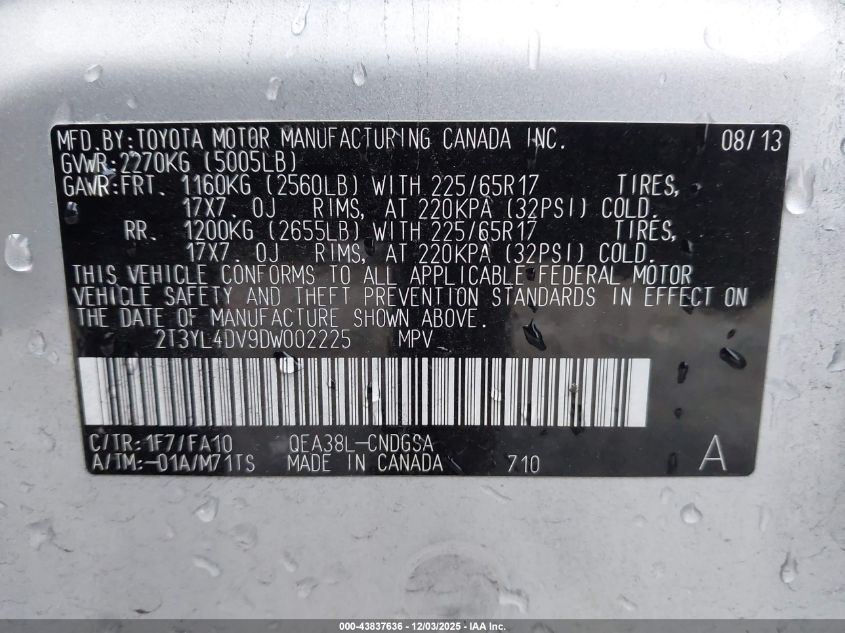 MFD.BY:TOYOTA MOTOR MANUFACTURING CANADA INC. 08/13
GVWR:2270KG (5005LB)
GAWR:FRT. 1160KG (2560LB) WITH 225/65R17 TIRES,
17X7. 0J RIMS, AT 220KPA (32PSI) COLD.
RR. 1200KG (2655LB) WITH 225/65R17 TIRES,
17X7 0J RIMS, AT 220KPA (32PSI) COLD.
THIS VEHICLE CONFORMS TO ALL APPLICABLE FEDERAL MOTOR
VEHICLE SAFETY AND THEFT PREVENTION STANDARDS IN EFFECT ON
THE DATE OF MANUFACTURE SHOWN ABOVE.
2T3YL4DV9DW002225 MPV
C/TR:1F7/FA10 QEA38L-CNDGSA
A/TM:-01A/M71TS MADE IN CANADA 710 A
000-43837636 - 12/03/2025 - IAA Inc.